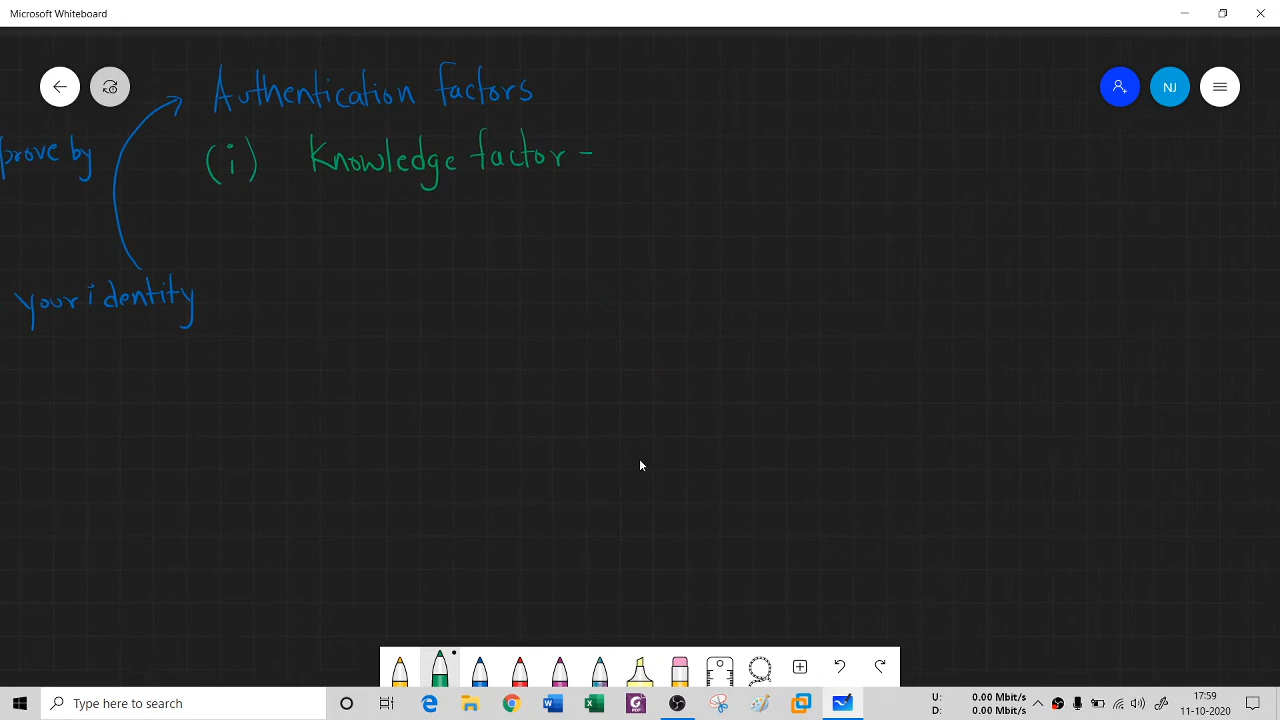 Microsoft Whiteboard
Authentication factors
NJ
prove by
(i) Knowledge factor -
your identity
Type here to search
U: 0.00 Mbit/s
D: 0.00 Mbit/s
17:59
11-10-2020